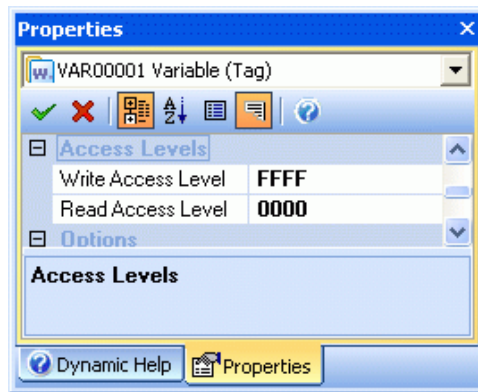 Properties
VAR00001 Variable (Tag)
Access Levels
Write Access Level FFFF
Read Access Level 0000
Options
Access Levels
Dynamic Help Properties